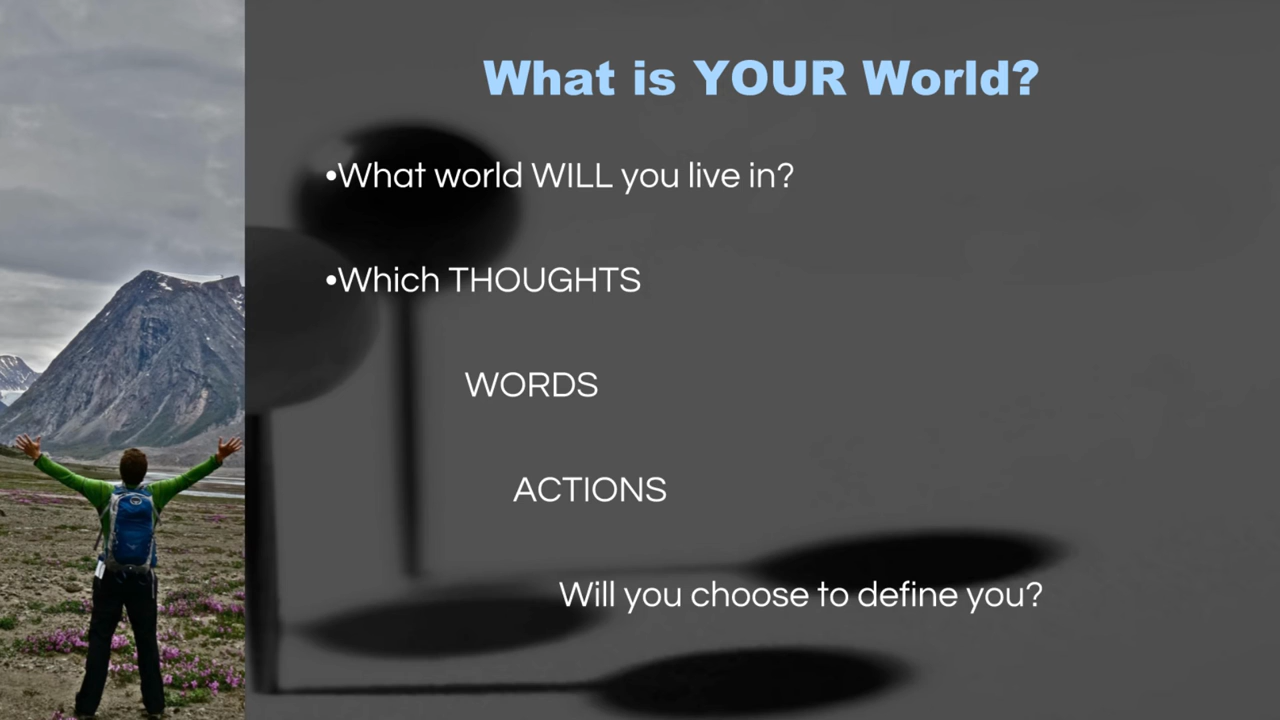 What is YOUR World?
•What world WILL you live in?
•Which THOUGHTS
WORDS
ACTIONS
Will you choose to define you?